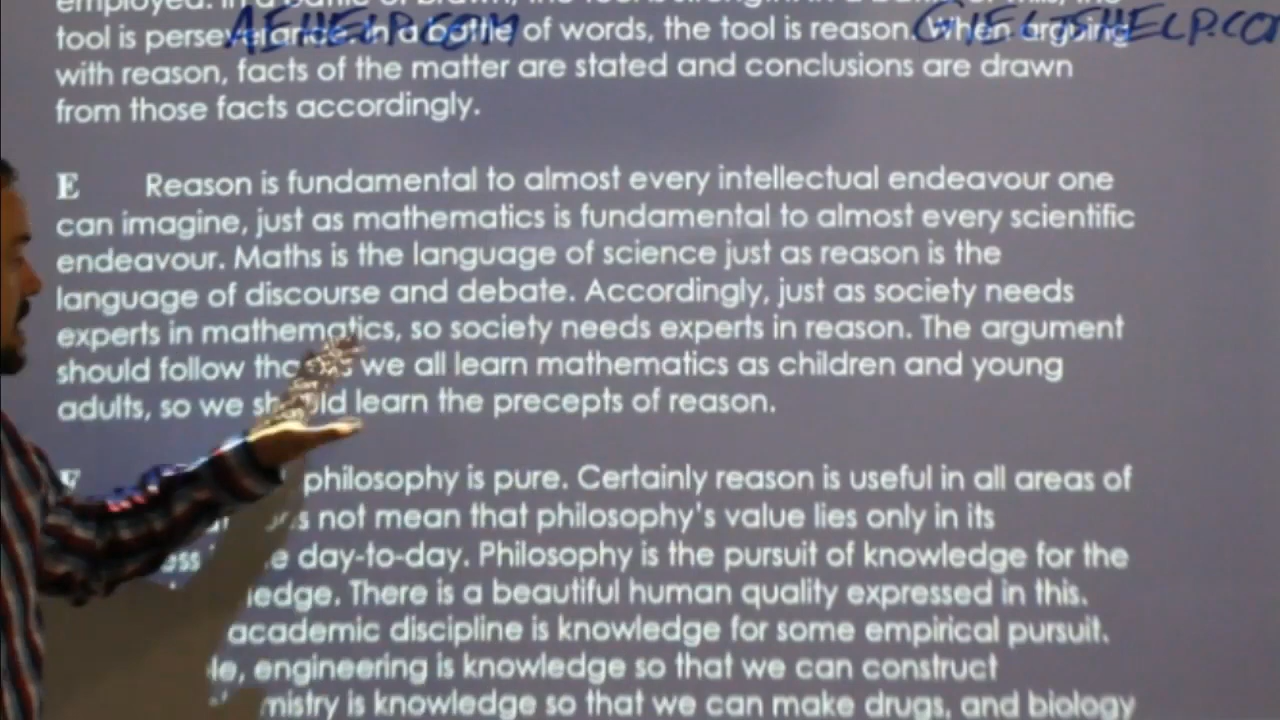 AEHELP.COM GIELTSHELP.CO
tool is of words, the tool is reason. When arguing
with reason, facts of the matter are stated and conclusions are drawn
from those facts accordingly.
E Reason is fundamental to almost every intellectual endeavour one
can imagine, just as mathematics is fundamental to almost every scientific
endeavour. Maths is the language of science just as reason is the
language of discourse and debate. Accordingly, just as society needs
experts in mathematics, so society needs experts in reason. The argument
should follow we all learn mathematics as children and young
adults, so we learn the precepts of reason.
philosophy is pure. Certainly reason is useful in all areas of
not mean that philosophy's value lies only in its
day-to-day. Philosophy is the pursuit of knowledge for the
There is a beautiful human quality expressed in this.
academic discipline is knowledge for some empirical pursuit.
engineering is knowledge so that we can construct
is knowledge so that we can make drugs, and biology